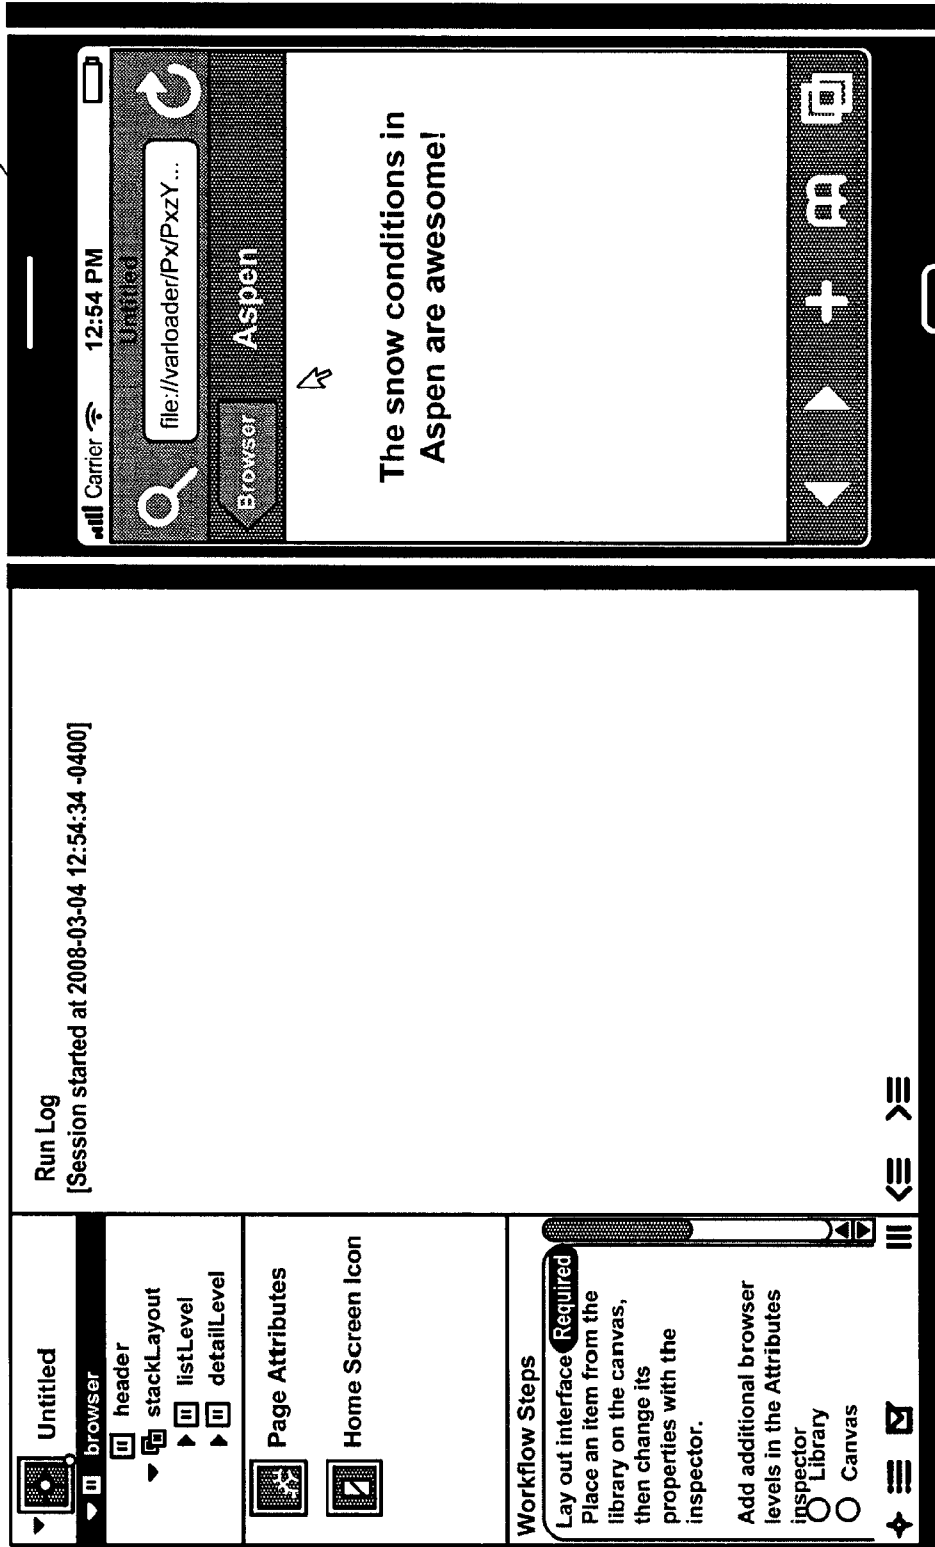 Untitled
browser
header
stackLayout
listLevel
detailLevel
Page Attributes
Home Screen Icon
Workflow Steps
Lay out interface Required
Place an item from the
library on the canvas,
then change its
properties with the
inspector.
Add additional browser
levels in the Attributes
inspector
Library
Canvas
Run Log
[Session started at 2008-03-04 12:54:34 -0400]
Carrier 12:54 PM
Untitled
file://varloader/Px/PxzY...
Browser Aspen
The snow conditions in
Aspen are awesome!